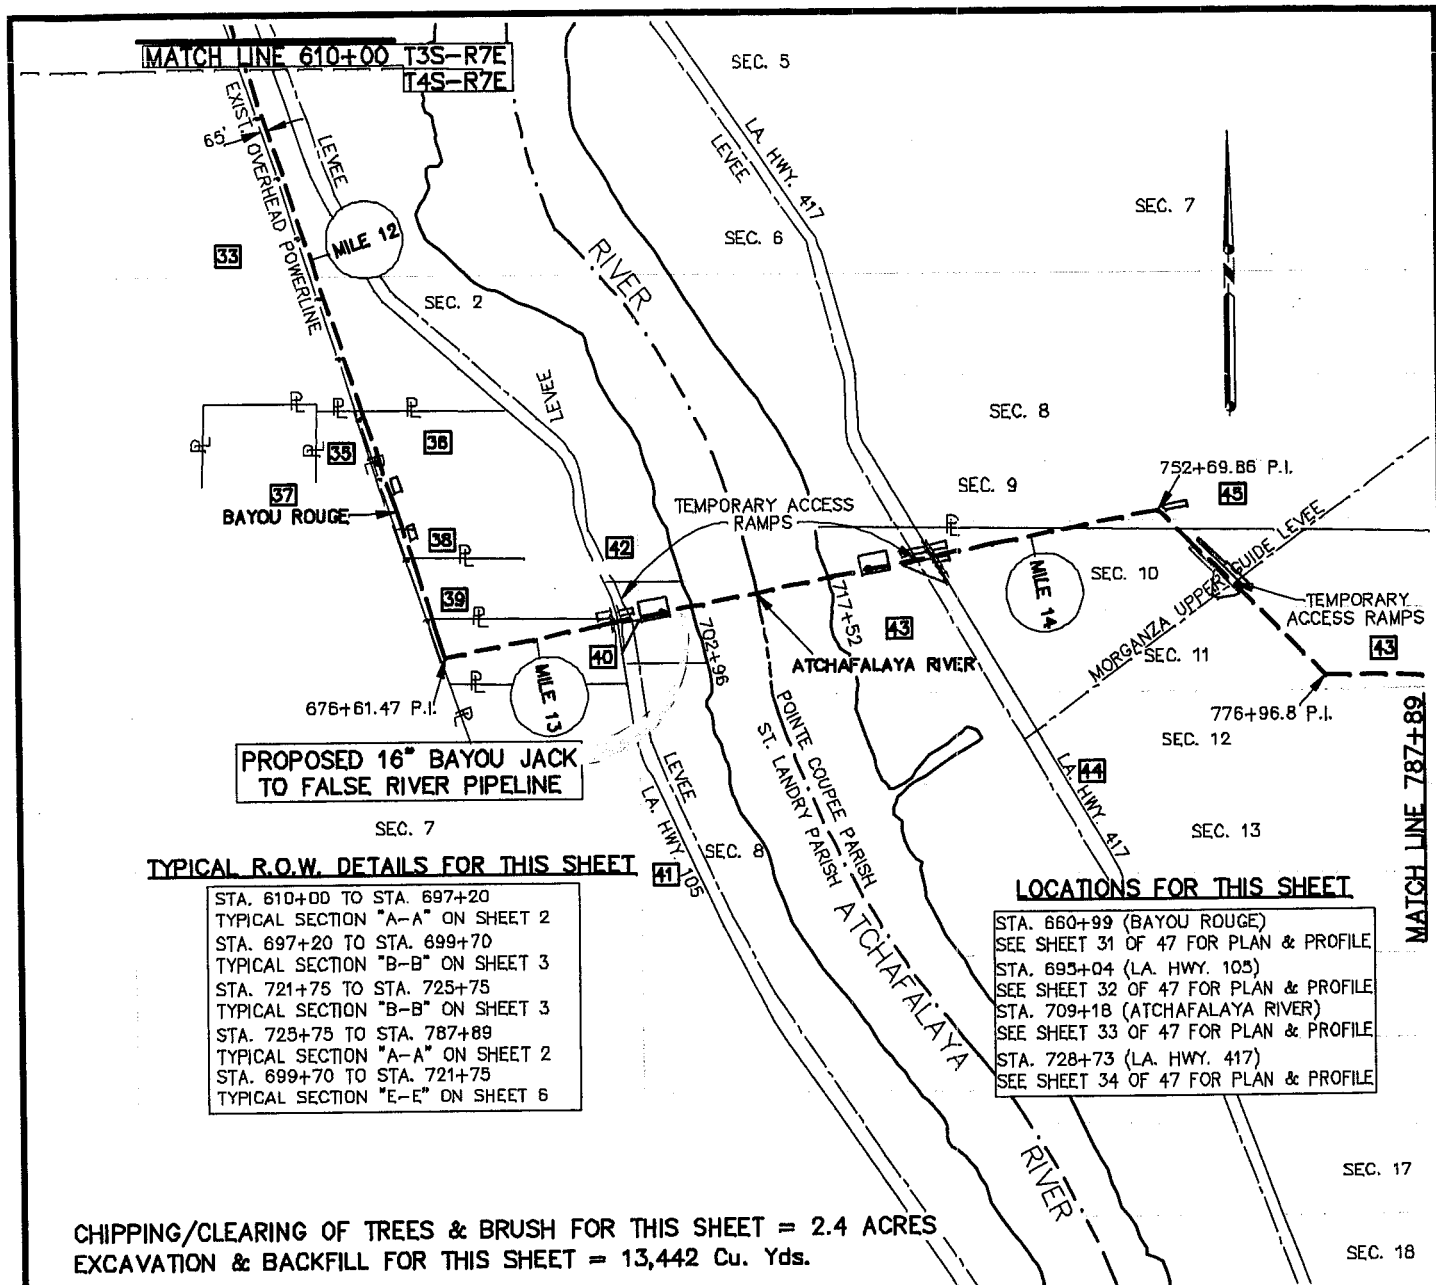 MATCH LINE 610+00 T3S-R7E
T4S-R7E
SEC. 5
65'
EXIST. OVERHEAD POWERLINE
LEVEE
LA. HWY. 417
LEVEE
MILE 12
33
SEC. 2
RIVER
SEC. 6
SEC. 7
LEVEE
SEC. 8
35
36
37
BAYOU ROUGE
38
39
TEMPORARY ACCESS
RAMPS
42
SEC. 9
752+69.86 P.I.
45
MORGANZA UPPER GUIDE LEVEE
SEC. 10
MILE 14
TEMPORARY
ACCESS RAMPS
43
SEC. 11
43
717+52
702+96
ATCHAFALAYA RIVER
40
MILE 13
676+61.47 P.I.
776+96.8 P.I.
SEC. 12
MATCH LINE 787+89
PROPOSED 16" BAYOU JACK
TO FALSE RIVER PIPELINE
LEVEE
LA. HWY. 105
POINTE COUPEE PARISH
ST. LANDRY PARISH
LA. HWY. 417
44
SEC. 7
SEC. 8
41
SEC. 13
ATCHAFALAYA
RIVER
TYPICAL R.O.W. DETAILS FOR THIS SHEET
STA. 610+00 TO STA. 697+20
TYPICAL SECTION "A-A" ON SHEET 2
STA. 697+20 TO STA. 699+70
TYPICAL SECTION "B-B" ON SHEET 3
STA. 721+75 TO STA. 725+75
TYPICAL SECTION "B-B" ON SHEET 3
STA. 725+75 TO STA. 787+89
TYPICAL SECTION "A-A" ON SHEET 2
STA. 699+70 TO STA. 721+75
TYPICAL SECTION "E-E" ON SHEET 6
LOCATIONS FOR THIS SHEET
STA. 660+99 (BAYOU ROUGE)
SEE SHEET 31 OF 47 FOR PLAN & PROFILE
STA. 695+04 (LA. HWY. 105)
SEE SHEET 32 OF 47 FOR PLAN & PROFILE
STA. 709+18 (ATCHAFALAYA RIVER)
SEE SHEET 33 OF 47 FOR PLAN & PROFILE
STA. 728+73 (LA. HWY. 417)
SEE SHEET 34 OF 47 FOR PLAN & PROFILE
SEC. 17
SEC. 18
CHIPPING/CLEARING OF TREES & BRUSH FOR THIS SHEET = 2.4 ACRES
EXCAVATION & BACKFILL FOR THIS SHEET = 13,442 Cu. Yds.